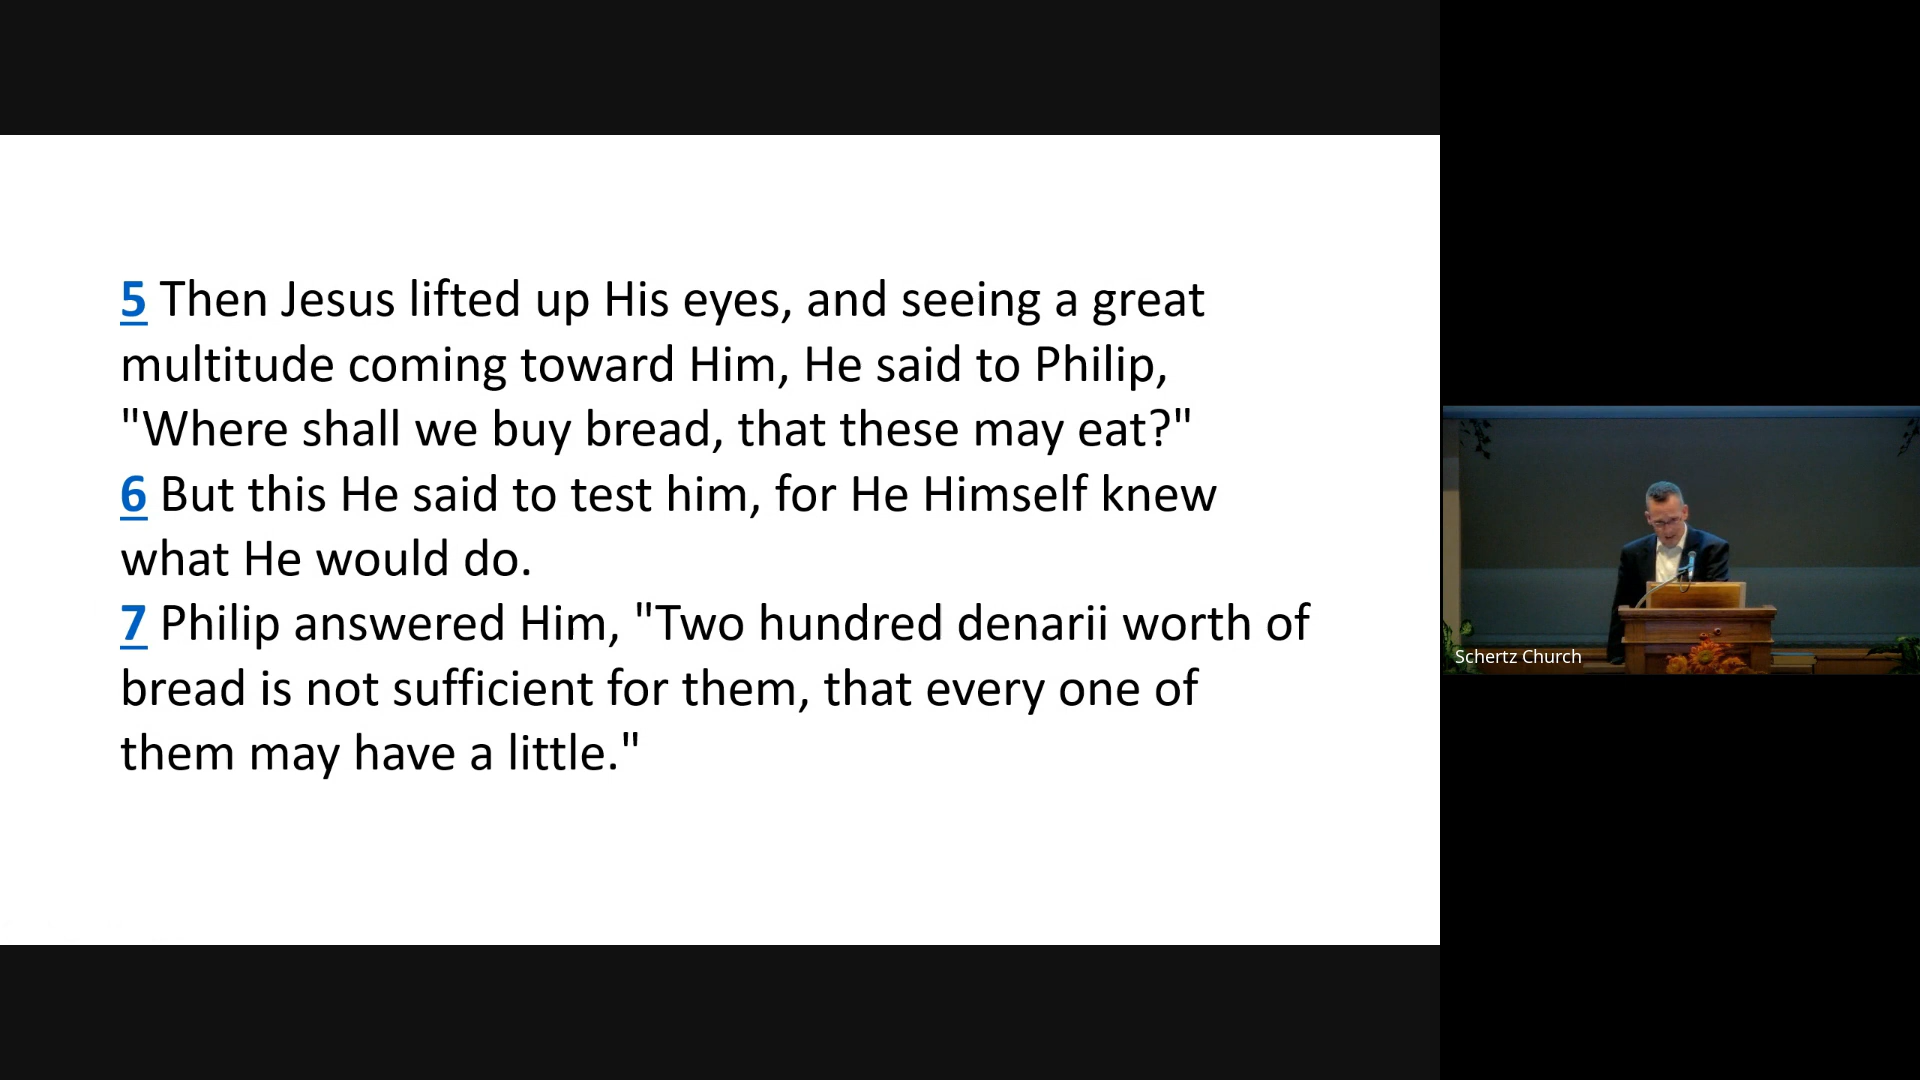 5 Then Jesus lifted up His eyes, and seeing a great
multitude coming toward Him, He said to Philip,
"Where shall we buy bread, that these may eat?"
6 But this He said to test him, for He Himself knew
what He would do.
7 Philip answered Him, "Two hundred denarii worth of
bread is not sufficient for them, that every one of
them may have a little."
Schertz Church